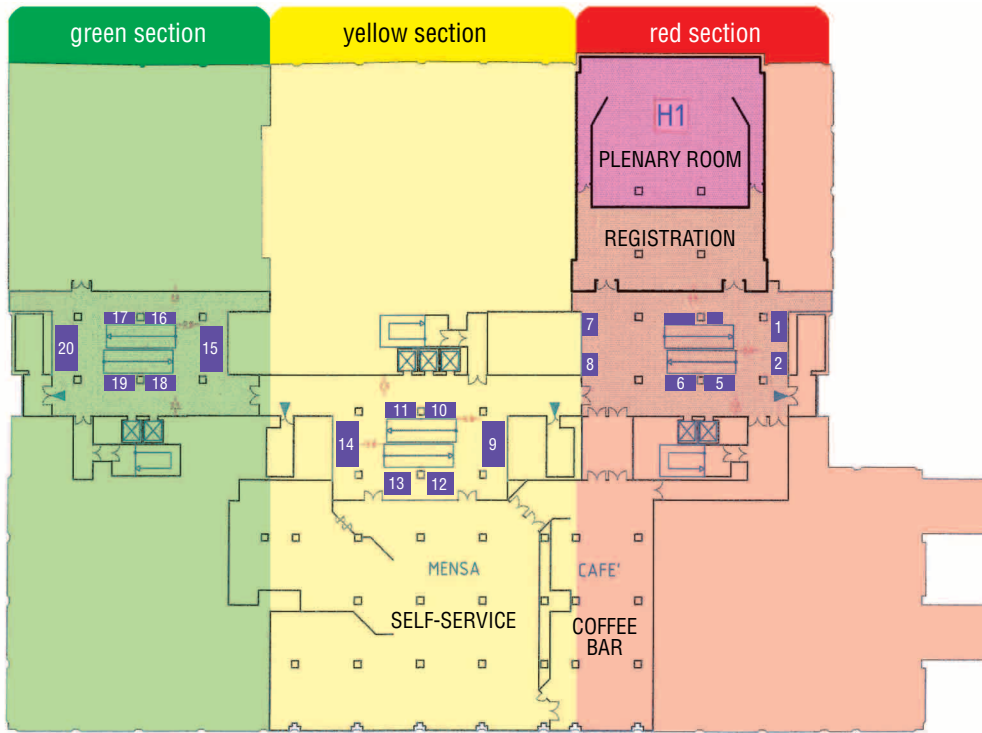 green section
yellow section
red section
H1
PLENARY ROOM
REGISTRATION
17 16
20
15
19 18
7
1
8
2
6 5
11 10
14
9
13 12
MENSA
CAFE'
SELF-SERVICE
COFFEE
BAR